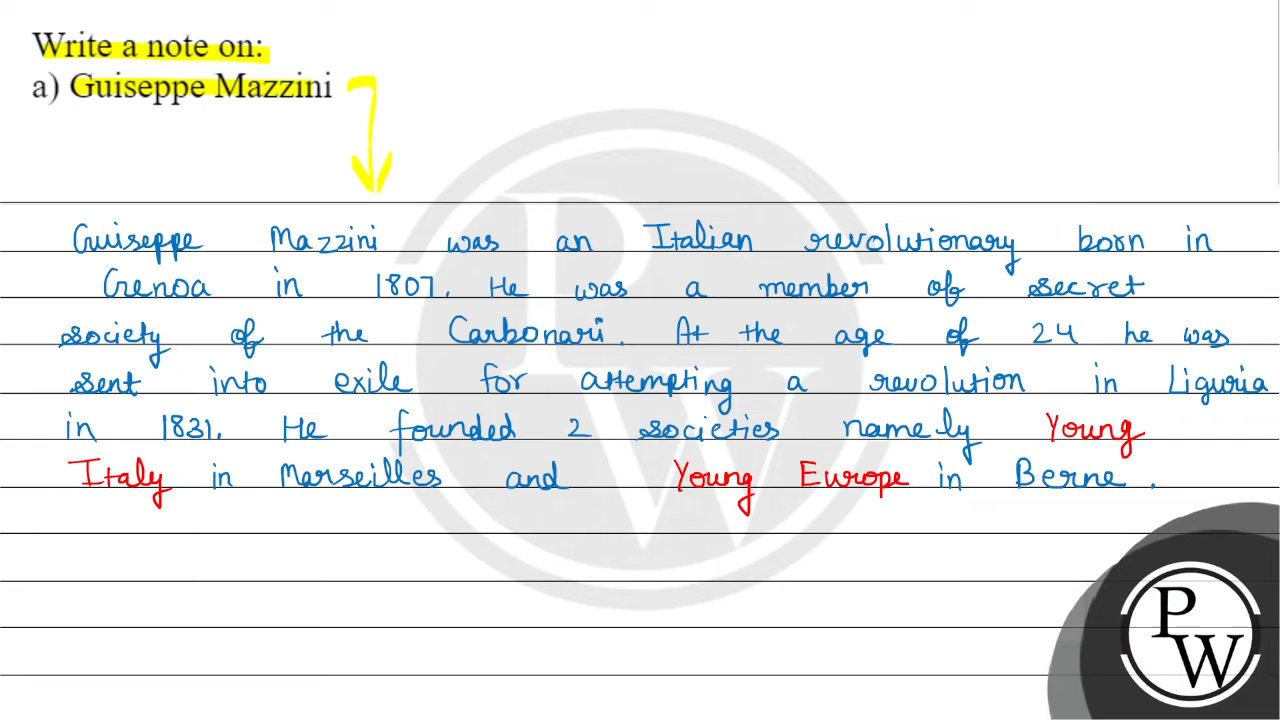 Write a note on:
a) Guiseppe Mazzini
Guiseppe Mazzini was an Italian revolutionary born in
Genoa in 1807. He was a member of secret
society of the Carbonari. At the age of 24 he was
sent into exile for attempting a revolution in Liguria
in 1831. He founded 2 societies namely Young
Italy in Marseilles and Young Europe in Berne.
P
W
P
W